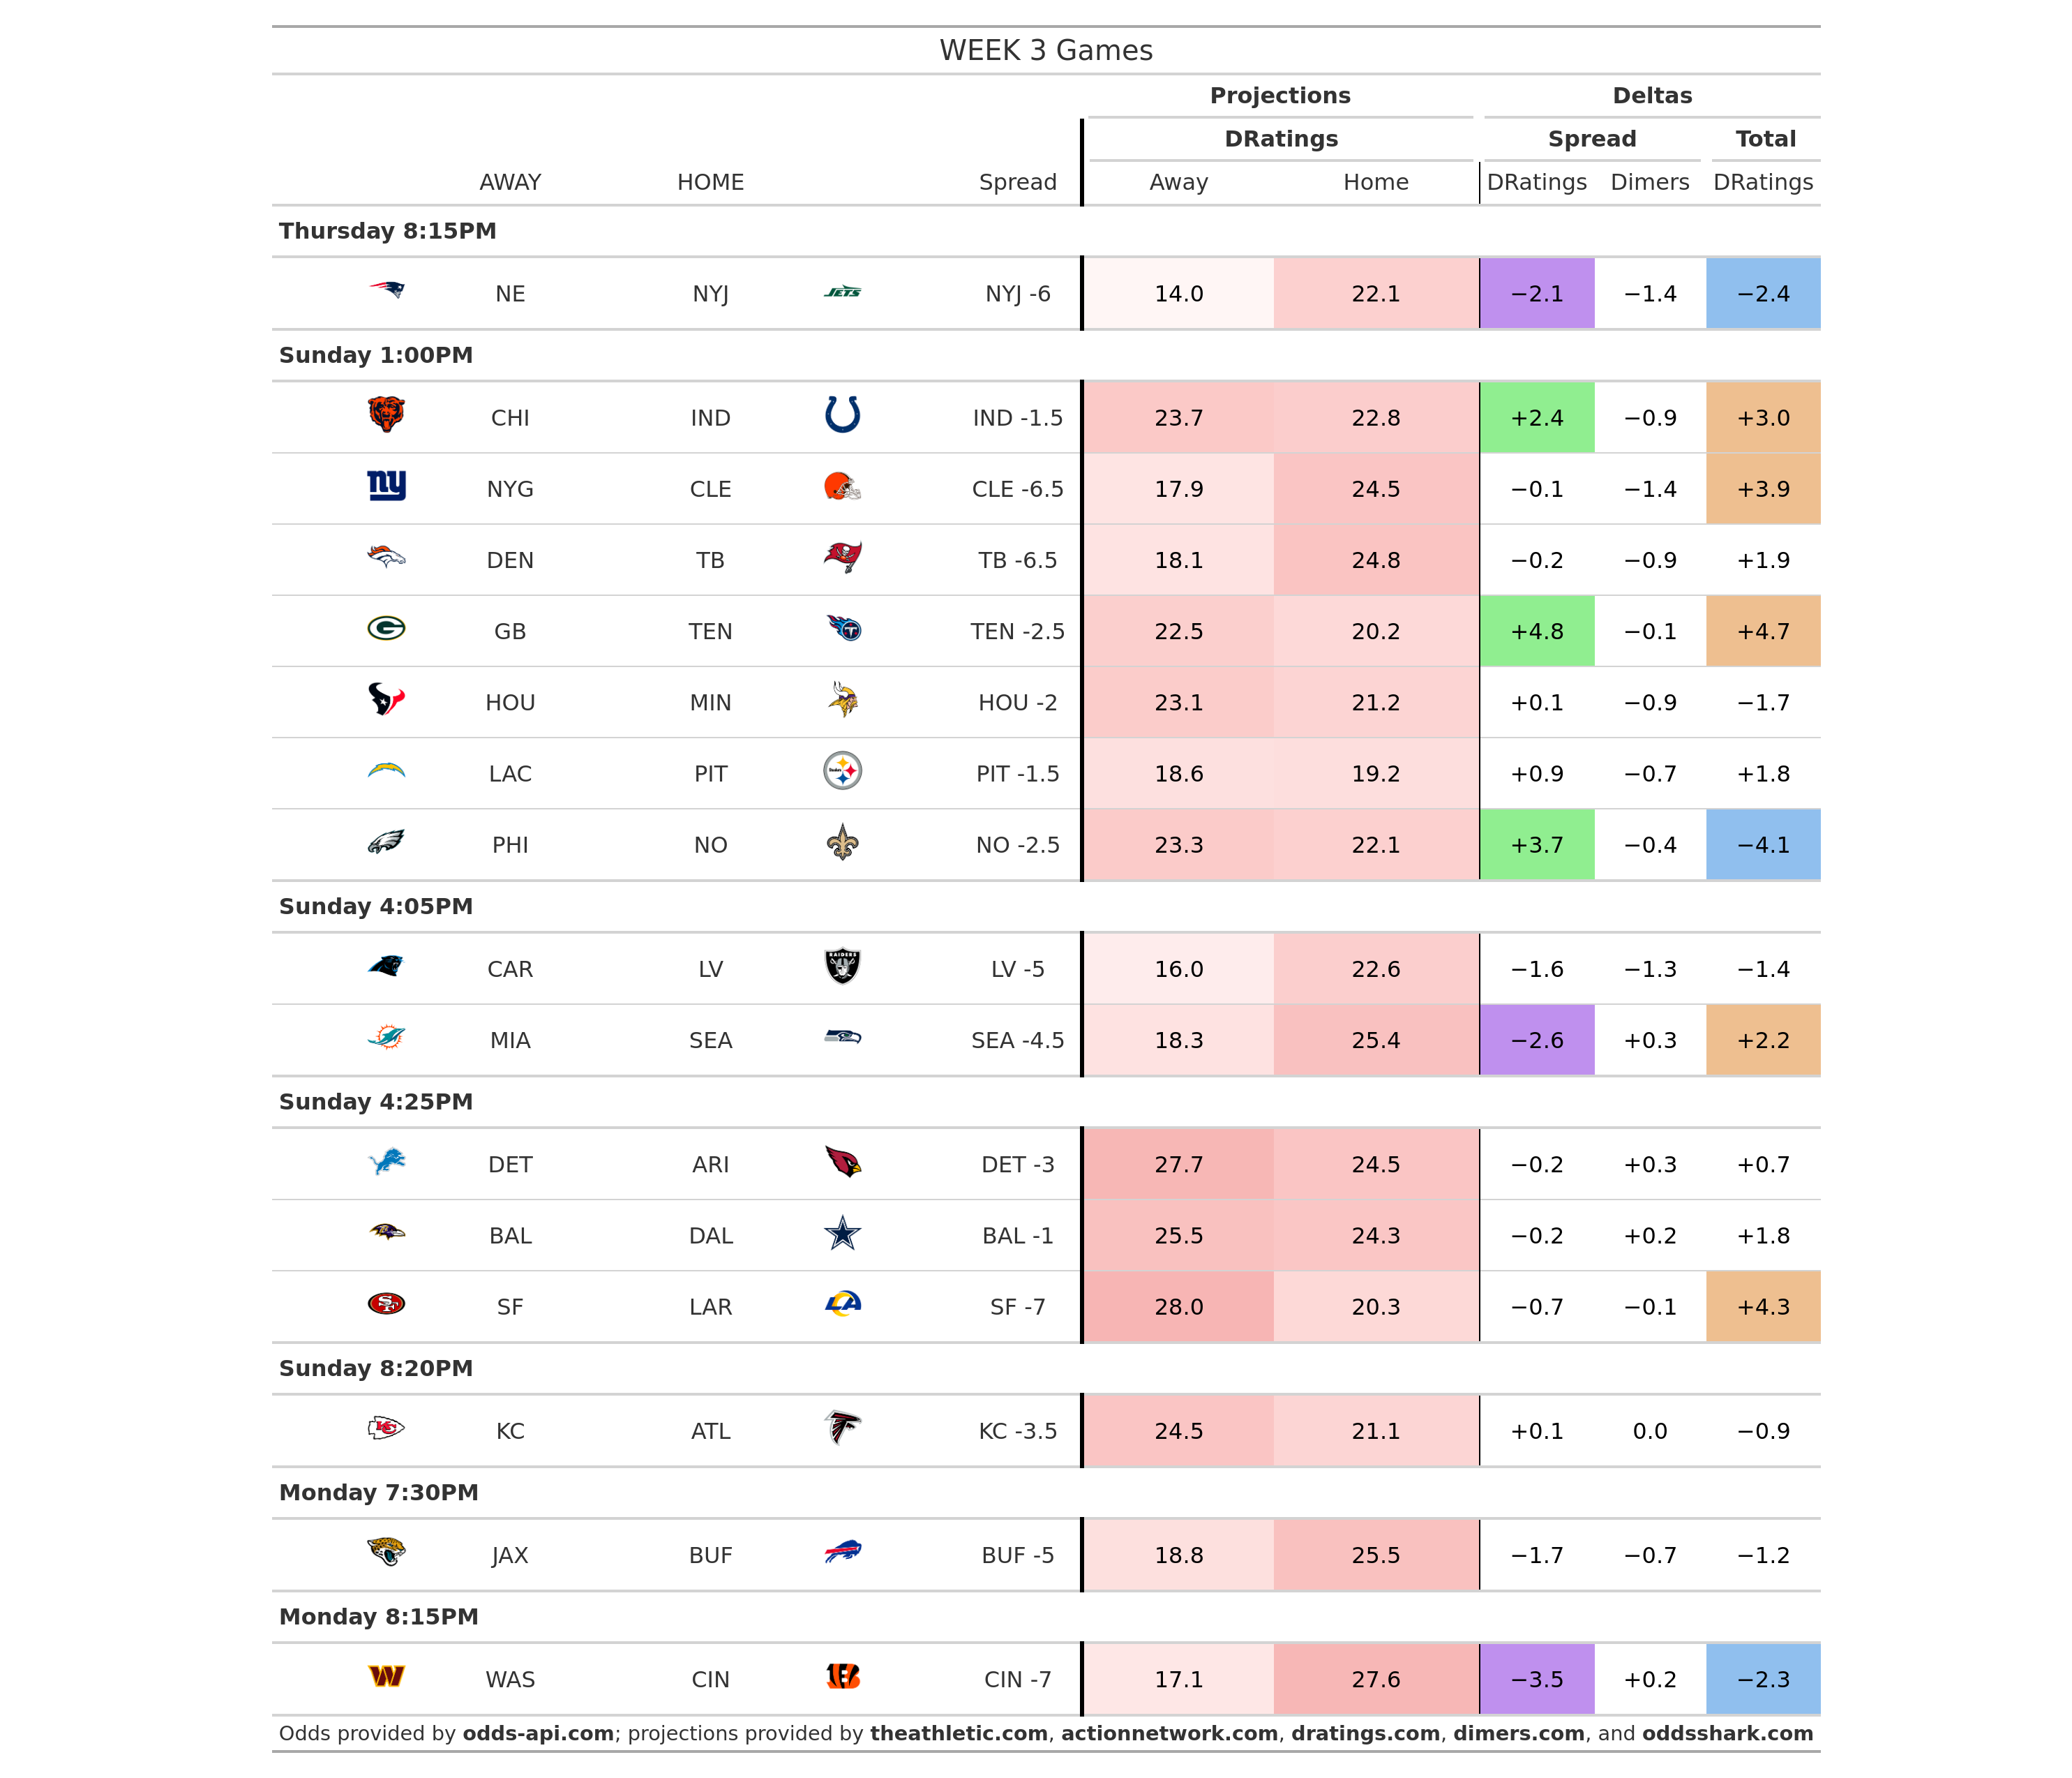 WEEK 3 Games
Projections Deltas
DRatings Spread Total
AWAY HOME Spread Away Home DRatings Dimers DRatings
Thursday 8:15PM
NE NYJ JETS NYJ -6 14.0 22.1 −2.1 −1.4 −2.4
Sunday 1:00PM
CHI IND IND -1.5 23.7 22.8 +2.4 −0.9 +3.0
ny NYG CLE CLE -6.5 17.9 24.5 −0.1 −1.4 +3.9
DEN TB TB -6.5 18.1 24.8 −0.2 −0.9 +1.9
G GB TEN T TEN -2.5 22.5 20.2 +4.8 −0.1 +4.7
HOU MIN HOU -2 23.1 21.2 +0.1 −0.9 −1.7
LAC PIT Steelers PIT -1.5 18.6 19.2 +0.9 −0.7 +1.8
PHI NO NO -2.5 23.3 22.1 +3.7 −0.4 −4.1
Sunday 4:05PM
CAR LV RAIDERS LV -5 16.0 22.6 −1.6 −1.3 −1.4
MIA SEA SEA -4.5 18.3 25.4 −2.6 +0.3 +2.2
Sunday 4:25PM
DET ARI DET -3 27.7 24.5 −0.2 +0.3 +0.7
BAL DAL BAL -1 25.5 24.3 −0.2 +0.2 +1.8
SF SF LAR LA SF -7 28.0 20.3 −0.7 −0.1 +4.3
Sunday 8:20PM
KC KC ATL KC -3.5 24.5 21.1 +0.1 0.0 −0.9
Monday 7:30PM
JAX BUF BUF -5 18.8 25.5 −1.7 −0.7 −1.2
Monday 8:15PM
W WAS CIN B CIN -7 17.1 27.6 −3.5 +0.2 −2.3
Odds provided by odds-api.com; projections provided by theathletic.com, actionnetwork.com, dratings.com, dimers.com, and oddsshark.com